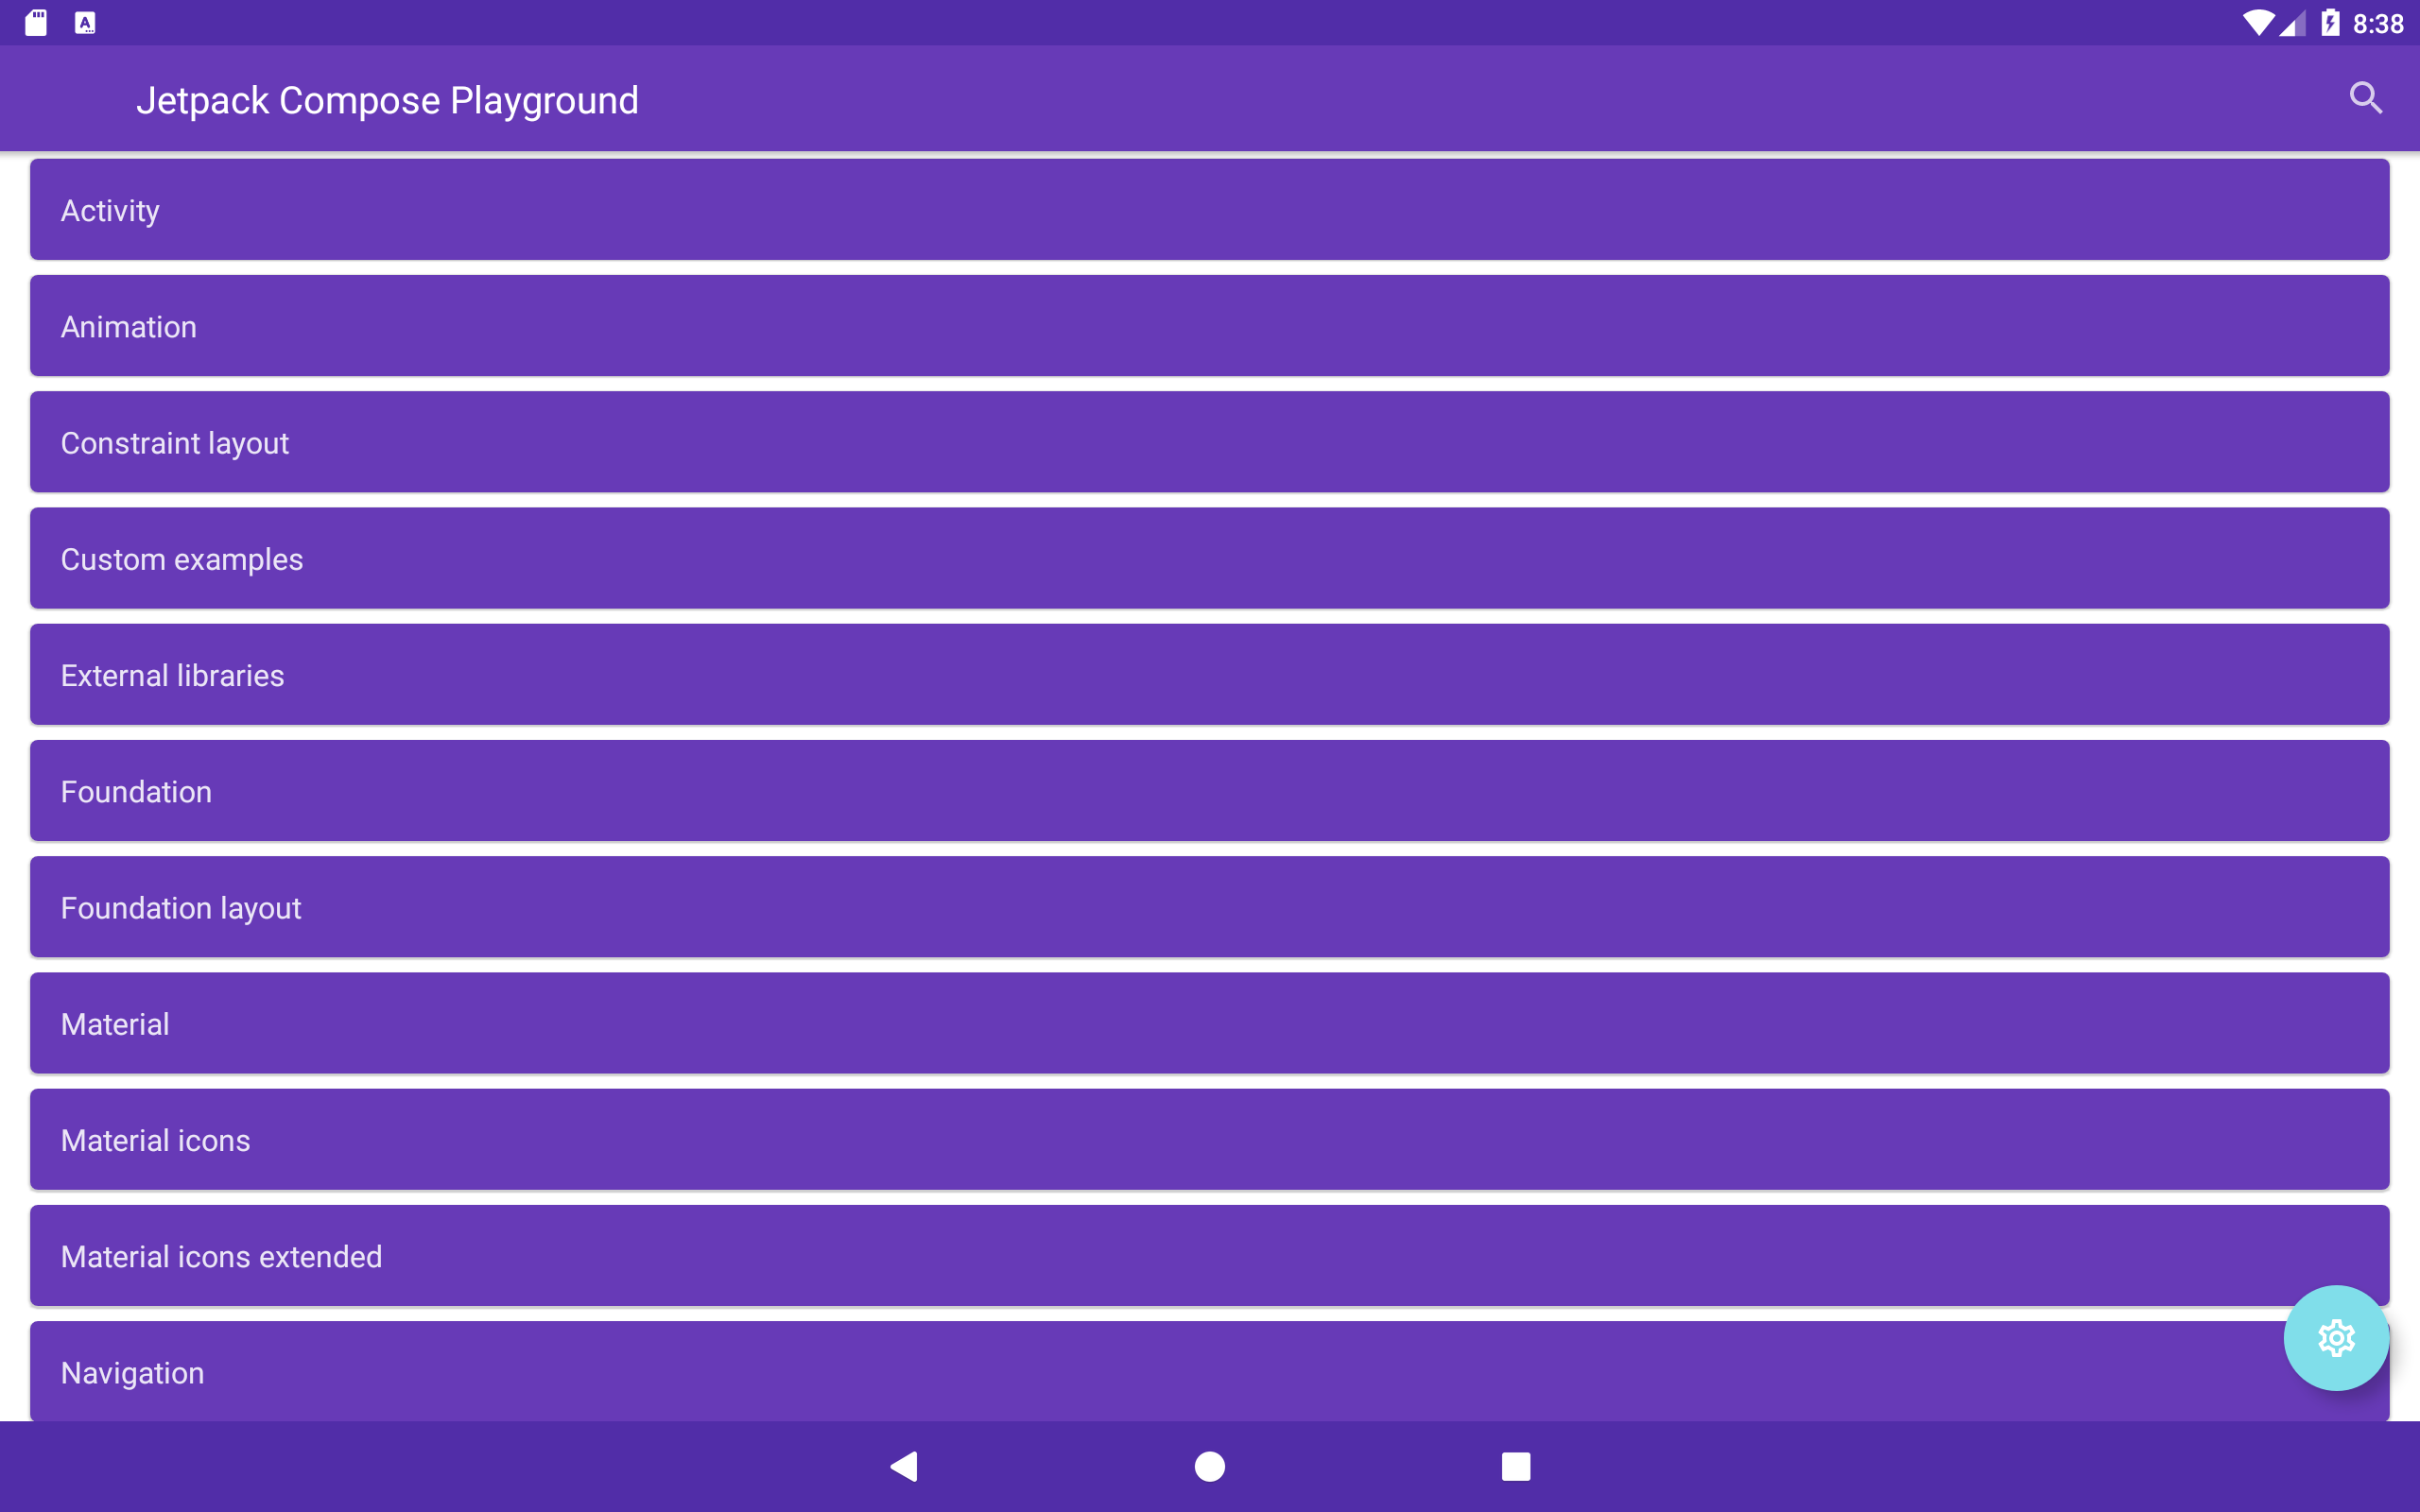 8:38
Jetpack Compose Playground
Activity
Animation
Constraint layout
Custom examples
External libraries
Foundation
Foundation layout
Material
Material icons
Material icons extended
Navigation